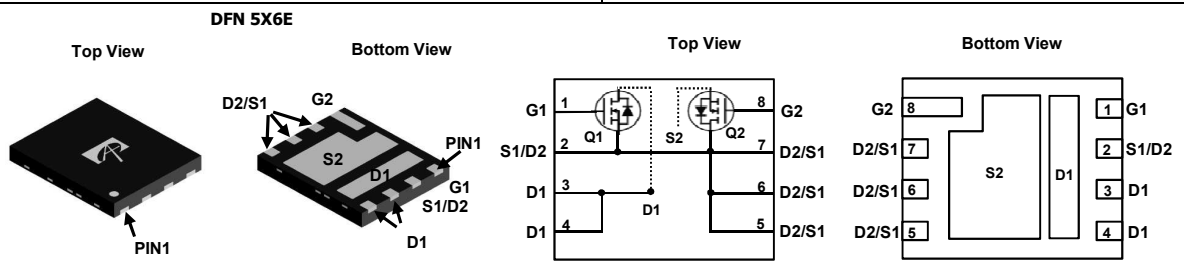 DFN 5X6E
Top View
Bottom View
D2/S1
G2
S2
D1
PIN1
G1
S1/D2
D1
PIN1
Top View
G1
1
Q1
S2
Q2
8
G2
S1/D2
2
7
D2/S1
D1
3
D1
6
D2/S1
D1
4
5
D2/S1
Bottom View
G2
8
1
G1
D2/S1
7
2
S1/D2
S2
D1
D2/S1
6
3
D1
D2/S1
5
4
D1